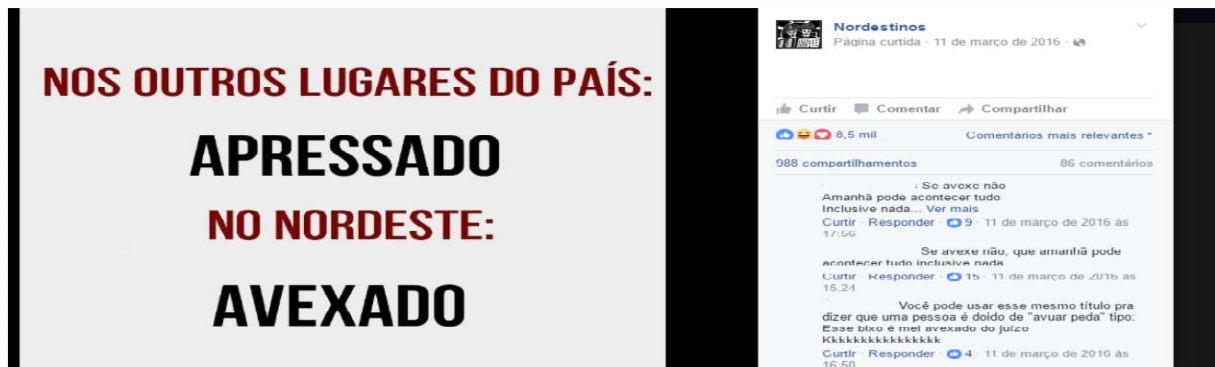 NOS OUTROS LUGARES DO PAÍS:
APRESSADO
NO NORDESTE:
AVEXADO
Nordestinos
Página curtida · 11 de março de 2016 ·
Curtir Comentar Compartilhar
8,5 mil Comentários mais relevantes
988 compartilhamentos 86 comentários
Se avexe não
Amanhã pode acontecer tudo
Inclusive nada... Ver mais
Curtir · Responder · 9 · 11 de março de 2016 às
17:56
Se avexe não, que amanhã pode
acontecer tudo inclusive nada
Curtir · Responder · 15 · 11 de março de 2016 às
15:24
Você pode usar esse mesmo título pra
dizer que uma pessoa é doido de "avuar peda" tipo:
Esse bixo é mei avexado do juízo
Kkkkkkkkkkkkkkkk
Curtir · Responder · 4 · 11 de março de 2016 às
16:50